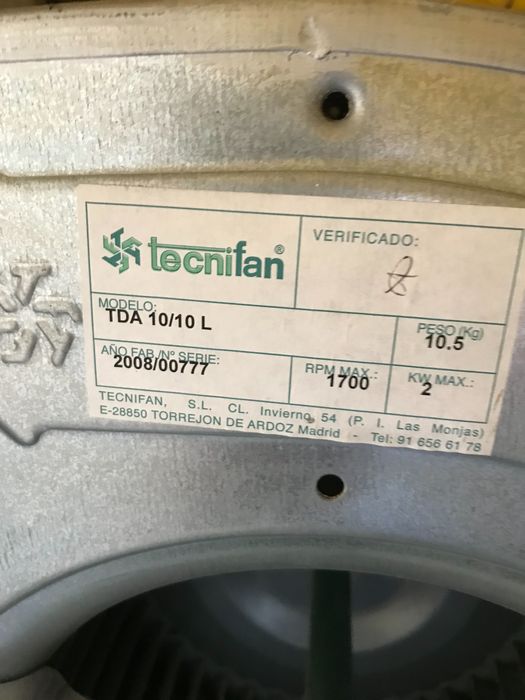 tecnifan®
VERIFICADO:
MODELO:
TDA 10/10 L
PESO (Kg)
10.5
AÑO FAB./Nº SERIE:
2008/00777
RPM MAX.:
1700
KW MAX.:
2
TECNIFAN, S.L. CL. Invierno, 54 (P. I. Las Monjas)
E-28850 TORREJON DE ARDOZ Madrid - Tel: 91 656 61 78